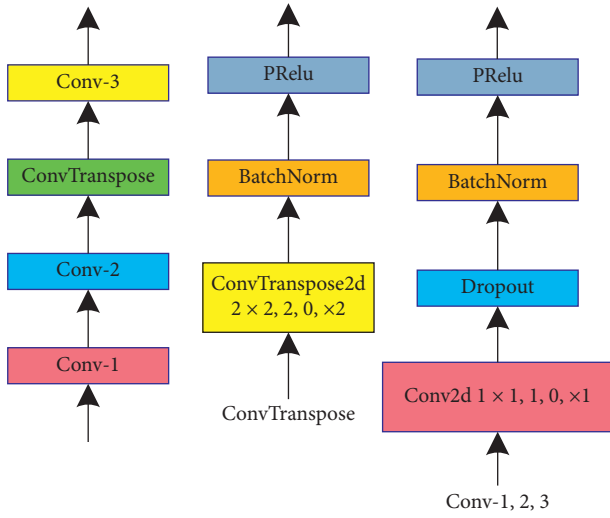 Conv-3
ConvTranspose
Conv-2
Conv-1
PRelu
BatchNorm
ConvTranspose2d
2 × 2, 2, 0, ×2
ConvTranspose
PRelu
BatchNorm
Dropout
Conv2d 1 × 1, 1, 0, ×1
Conv-1, 2, 3